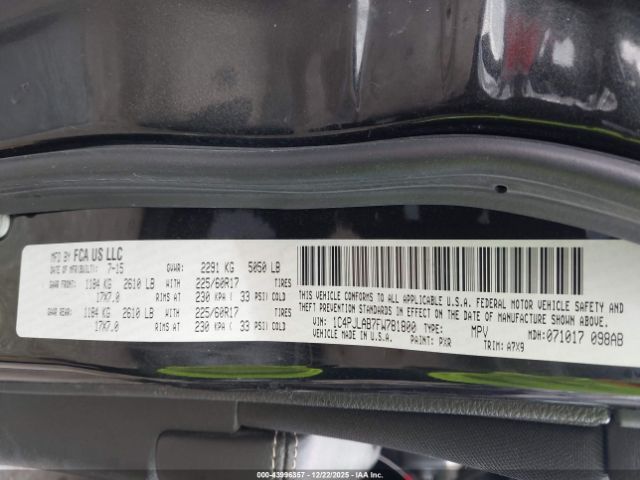 MFD BY FCA US LLC
DATE OF MFR(BUILT): 7-15 GVWR: 2291 KG 5050 LB
GAWR FRONT: 1184 KG 2610 LB WITH 225/60R17 TIRES
17X7.0 RIMS AT 230 KPA ( 33 PSI) COLD
GAWR REAR: 1184 KG 2610 LB WITH 225/60R17 TIRES
17X7.0 RIMS AT 230 KPA ( 33 PSI) COLD
THIS VEHICLE CONFORMS TO ALL APPLICABLE U.S.A. FEDERAL MOTOR VEHICLE SAFETY AND
THEFT PREVENTION STANDARDS IN EFFECT ON THE DATE OF MANUFACTURE SHOWN ABOVE.
VIN: 1C4PJLAB7FW781800 TYPE: MPV MDH: 071017 098AB
VEHICLE MADE IN U.S.A. PAINT: PXR TRIM: A7X9
000-43996357 - 12/22/2025 - IAAI.COM